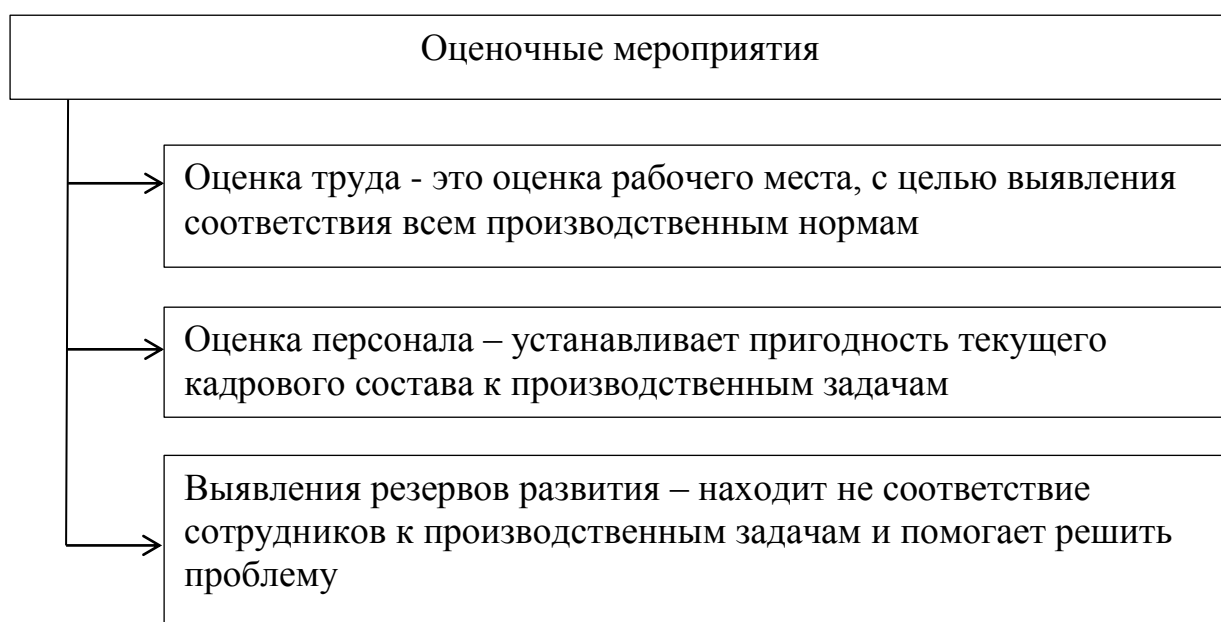 Оценочные мероприятия
Оценка труда - это оценка рабочего места, с целью выявления
соответствия всем производственным нормам
Оценка персонала – устанавливает пригодность текущего
кадрового состава к производственным задачам
Выявления резервов развития – находит не соответствие
сотрудников к производственным задачам и помогает решить
проблему